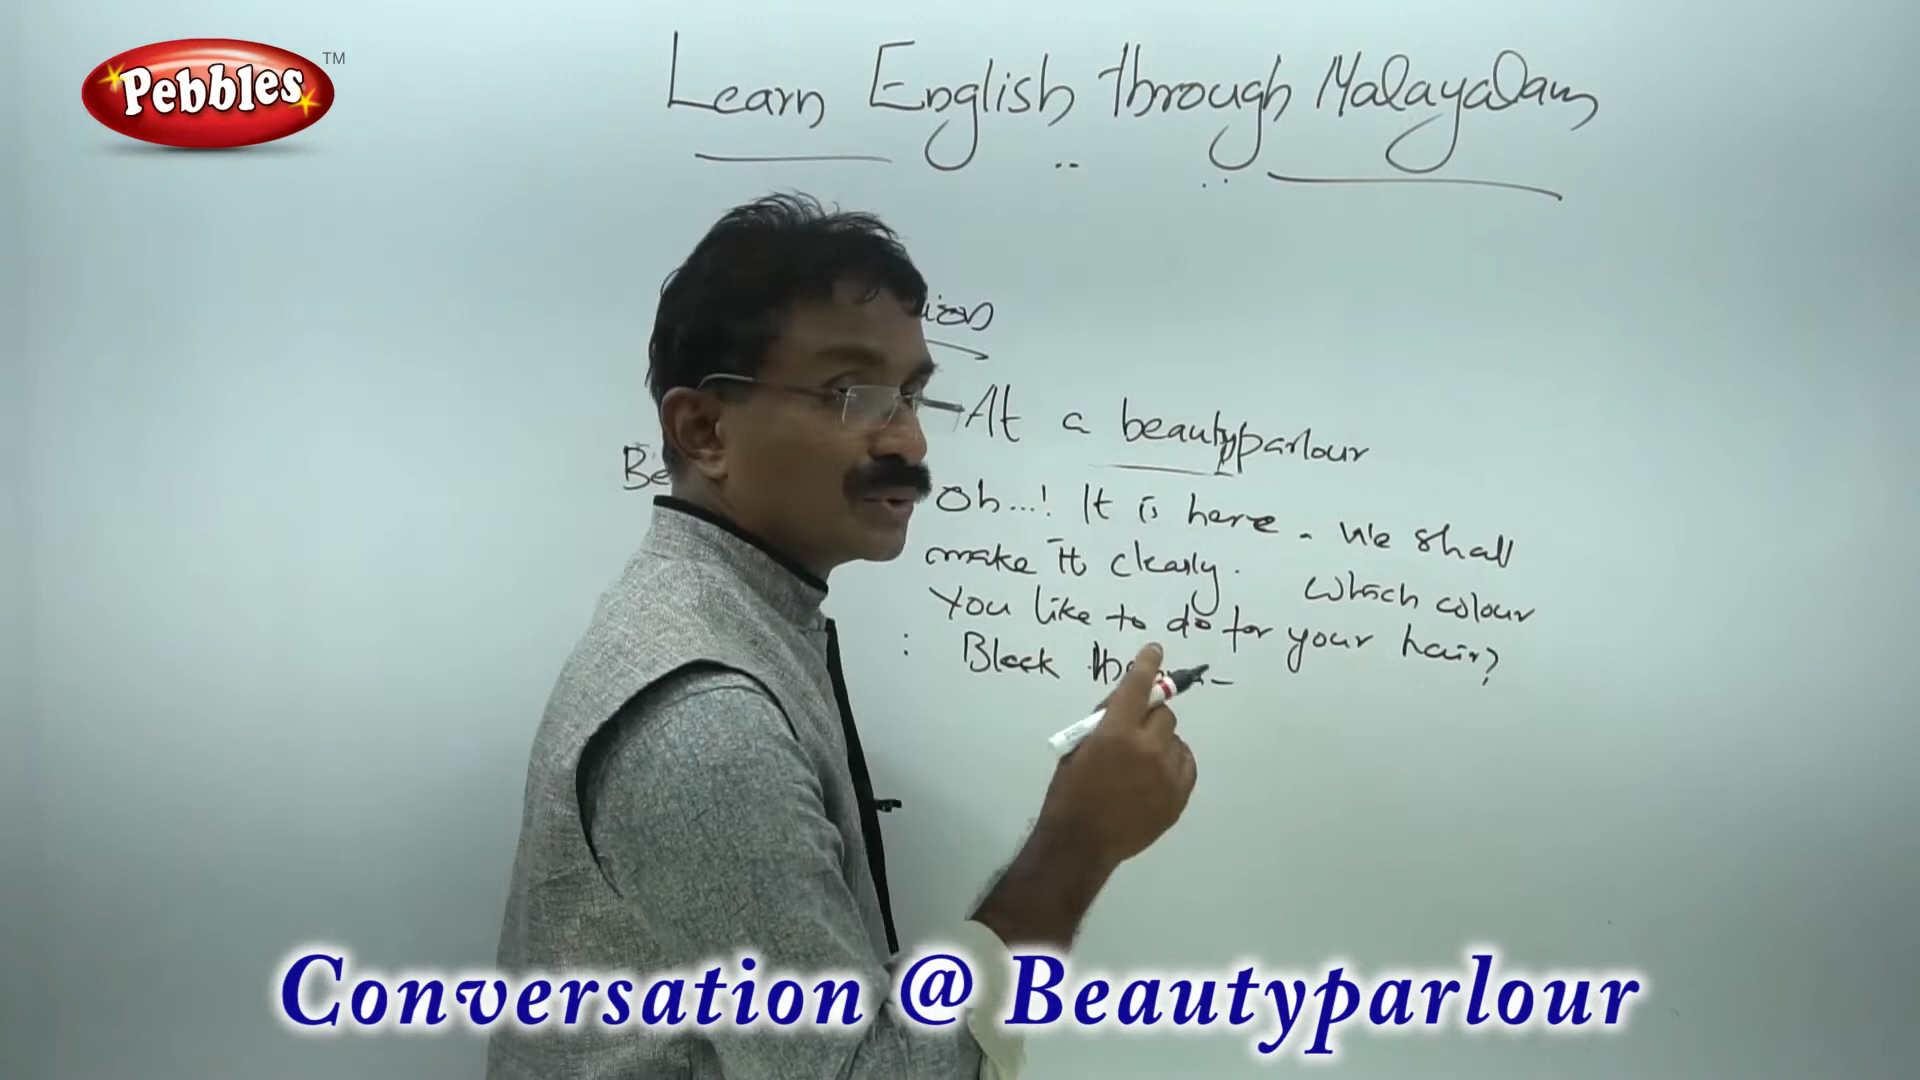 Pebbles TM
Learn English through Malayalam
At a beautyparlour
Be
Oh...! It is here. We shall
make it clearly. Which colour
You like to do for your hair?
: Black
Conversation @ Beautyparlour